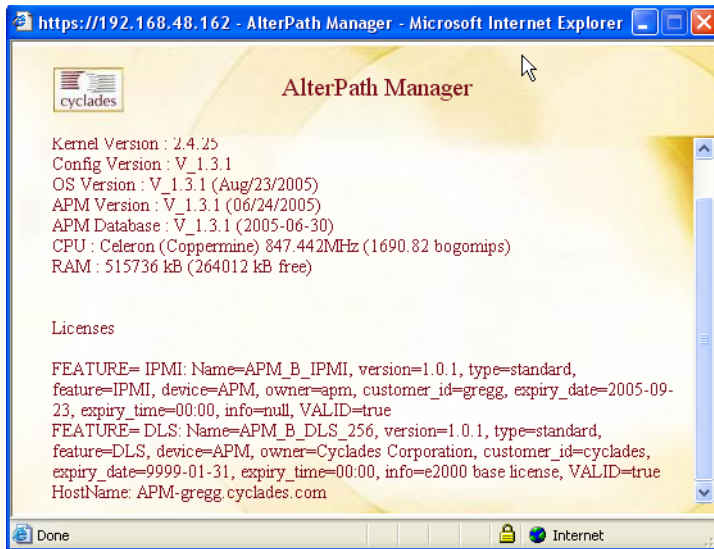 https://192.168.48.162 - AlterPath Manager - Microsoft Internet Explorer
cyclades
AlterPath Manager
Kernel Version : 2.4.25
Config Version : V_1.3.1
OS Version : V_1.3.1 (Aug/23/2005)
APM Version : V_1.3.1 (06/24/2005)
APM Database : V_1.3.1 (2005-06-30)
CPU : Celeron (Coppermine) 847.442MHz (1690.82 bogomips)
RAM : 515736 kB (264012 kB free)
Licenses
FEATURE= IPMI: Name=APM_B_IPMI, version=1.0.1, type=standard,
feature=IPMI, device=APM, owner=apm, customer_id=gregg, expiry_date=2005-09-
23, expiry_time=00:00, info=null, VALID=true
FEATURE= DLS: Name=APM_B_DLS_256, version=1.0.1, type=standard,
feature=DLS, device=APM, owner=Cyclades Corporation, customer_id=cyclades,
expiry_date=9999-01-31, expiry_time=00:00, info=e2000 base license, VALID=true
HostName: APM-gregg.cyclades.com
Done
Internet